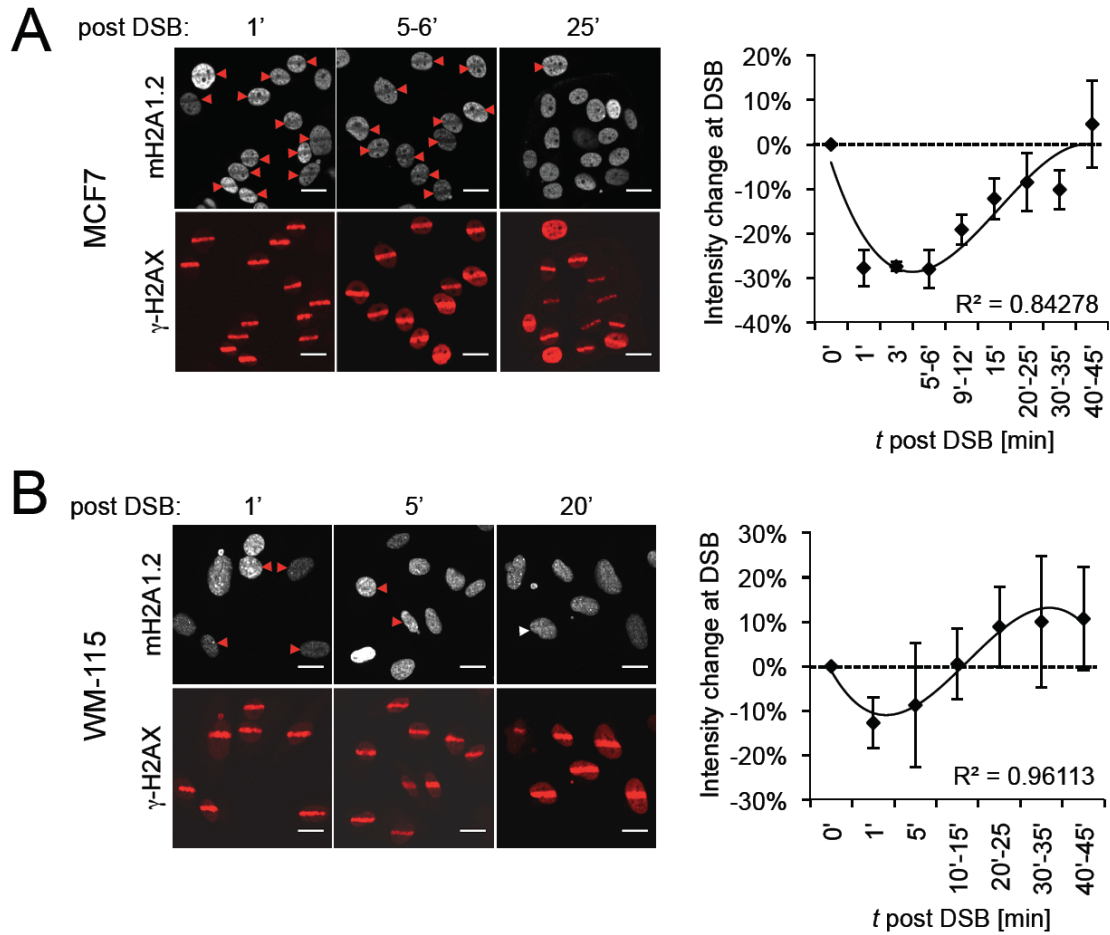 A
post DSB: 1’ 5-6’ 25’
MCF7
mH2A1.2
γ-H2AX
Intensity change at DSB
20%
10%
0%
-10%
-20%
-30%
-40%
R² = 0.84278
0'
1'
3'
5'-6'
9'-12'
15'
20'-25'
30'-35'
40'-45'
t post DSB [min]
B
post DSB: 1’ 5’ 20’
WM-115
mH2A1.2
γ-H2AX
Intensity change at DSB
30%
20%
10%
0%
-10%
-20%
-30%
R² = 0.96113
0'
1'
5'
10'-15'
20'-25
30'-35'
40'-45'
t post DSB [min]